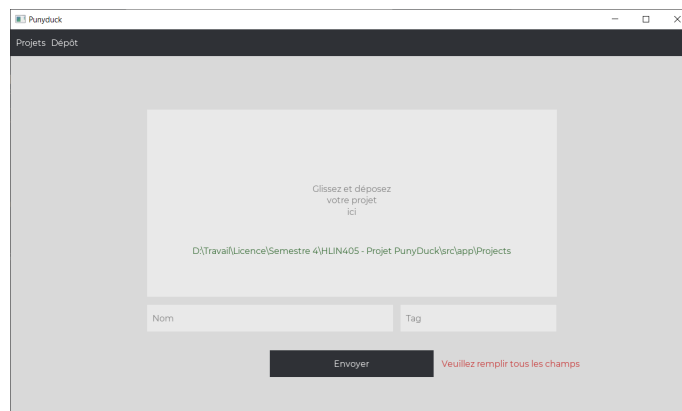 Punyduck
Projets Dépôt
Glissez et déposez
votre projet
ici
D:\Travail\Licence\Semestre 4\HLIN405 - Projet PunyDuck\src\app\Projects
Nom Tag
Envoyer Veuillez remplir tous les champs